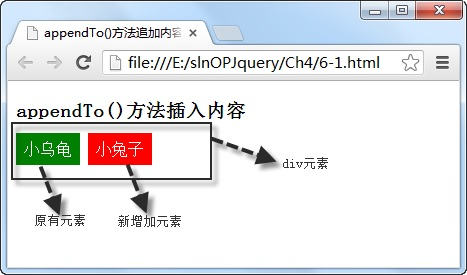 appendTo()方法追加内容
file:///E:/slnOPJquery/Ch4/6-1.html
appendTo()方法插入内容
小乌龟 小兔子
div元素
原有元素 新增加元素